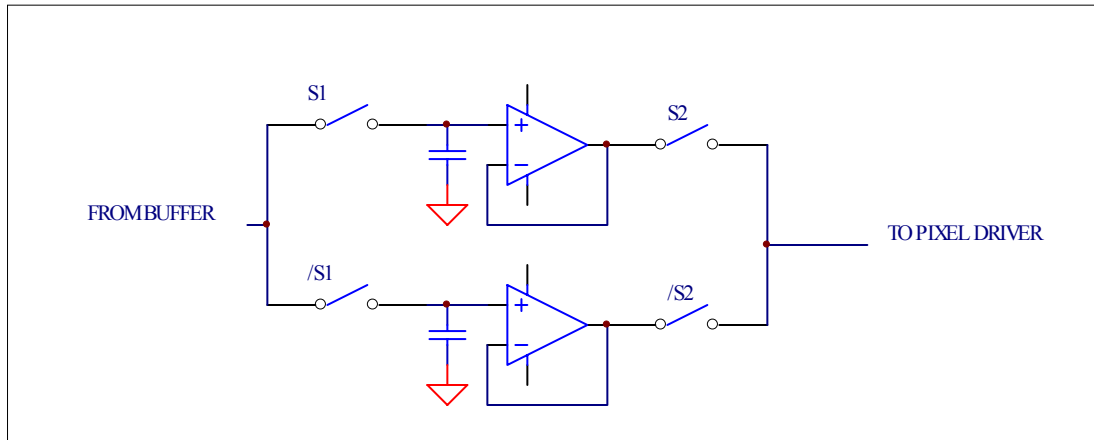 S1
S2
FROM BUFFER
TO PIXEL DRIVER
/S1
/S2